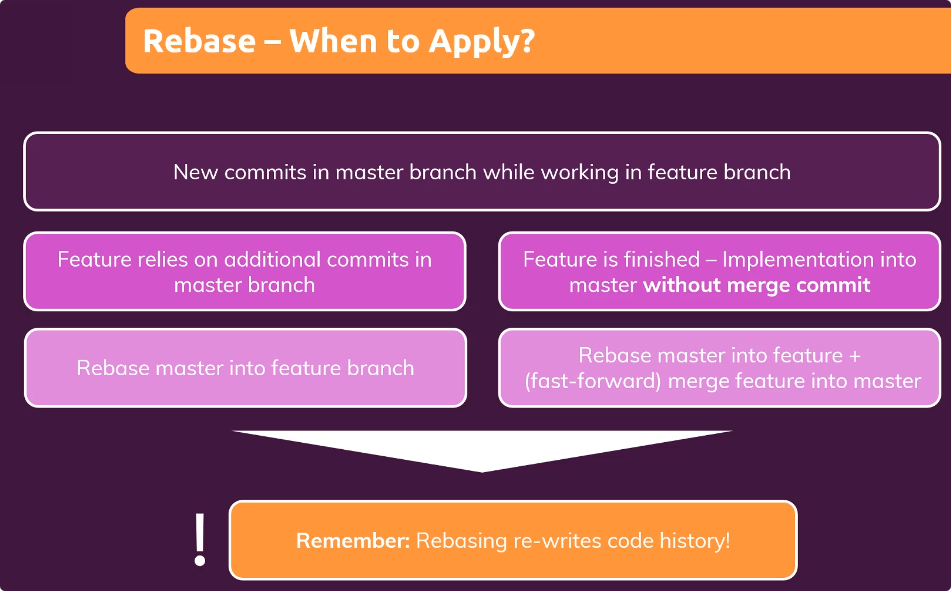 Rebase – When to Apply?
New commits in master branch while working in feature branch
Feature relies on additional commits in
master branch
Feature is finished – Implementation into
master without merge commit
Rebase master into feature branch
Rebase master into feature +
(fast-forward) merge feature into master
! Remember: Rebasing re-writes code history!